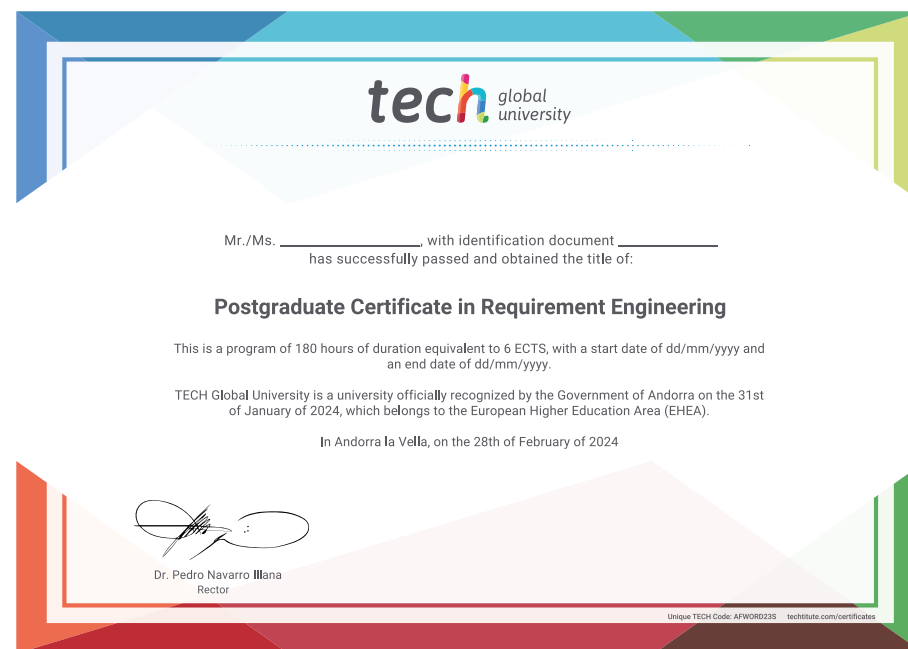 tech global
university
Mr./Ms. ____________________, with identification document ______________
has successfully passed and obtained the title of:
Postgraduate Certificate in Requirement Engineering
This is a program of 180 hours of duration equivalent to 6 ECTS, with a start date of dd/mm/yyyy and
an end date of dd/mm/yyyy.
TECH Global University is a university officially recognized by the Government of Andorra on the 31st
of January of 2024, which belongs to the European Higher Education Area (EHEA).
In Andorra la Vella, on the 28th of February of 2024
Dr. Pedro Navarro Illana
Rector
Unique TECH Code: AFWORD23S techtitute.com/certificates